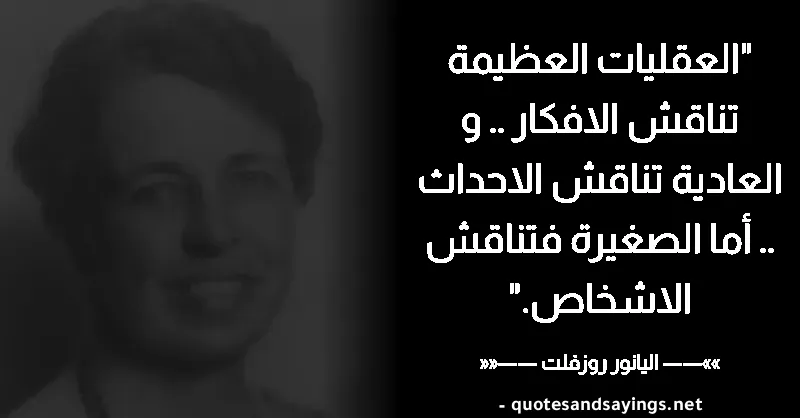 "العقليات العظيمة
تناقش الافكار .. و
العادية تناقش الاحداث
.. أما الصغيرة فتناقش
الاشخاص."
»»—— اليانور روزفلت ——««
- quotesandsayings.net